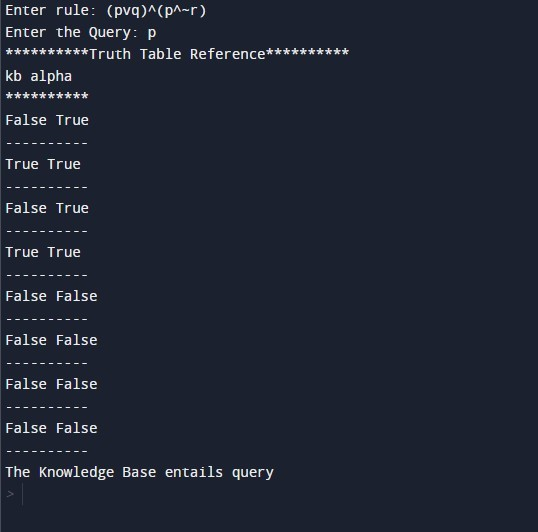 Enter rule: (pvq)^(p^~r)
Enter the Query: p
**********Truth Table Reference**********
kb alpha
**********
False True
----------
True True
----------
False True
----------
True True
----------
False False
----------
False False
----------
False False
----------
False False
----------
The Knowledge Base entails query
>